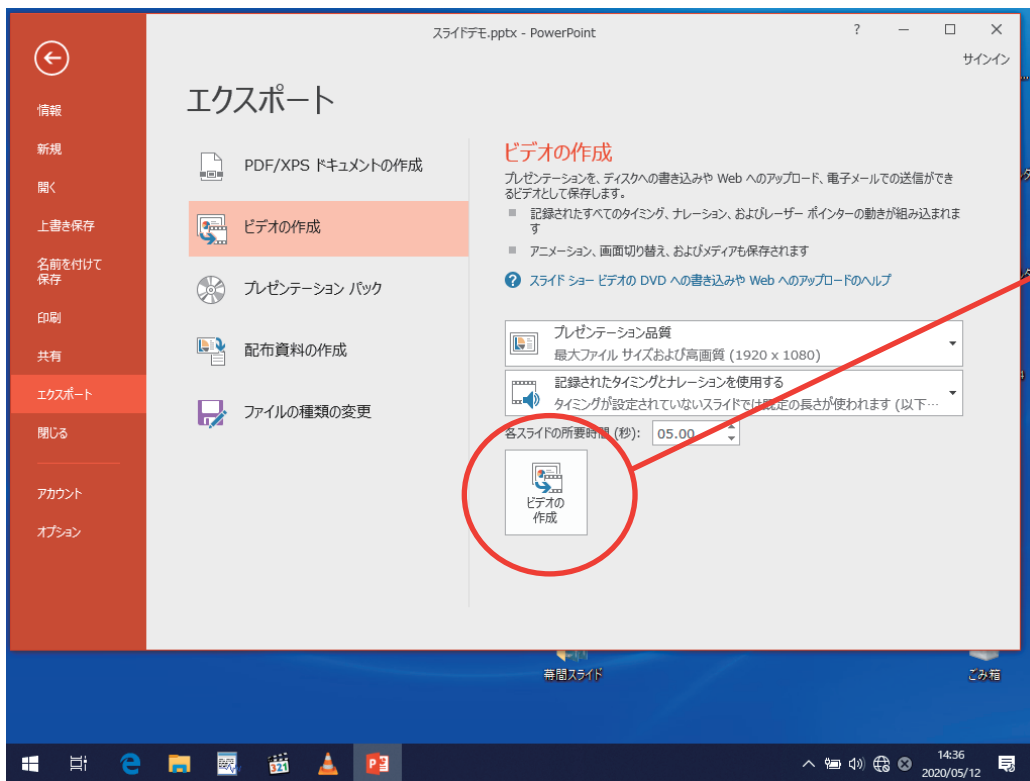 スライドデモ.pptx - PowerPoint
?
サインイン
情報
新規
開く
上書き保存
名前を付けて
保存
印刷
共有
エクスポート
閉じる
アカウント
オプション
エクスポート
PDF/XPS ドキュメントの作成
ビデオの作成
プレゼンテーション パック
配布資料の作成
ファイルの種類の変更
ビデオの作成
プレゼンテーションを、ディスクへの書き込みや Web へのアップロード、電子メールでの送信ができ
るビデオとして保存します。
記録されたすべてのタイミング、ナレーション、およびレーザー ポインターの動きが組み込まれま
す
アニメーション、画面切り替え、およびメディアも保存されます
スライド ショー ビデオの DVD への書き込みや Web へのアップロードのヘルプ
プレゼンテーション品質
最大ファイル サイズおよび高画質 (1920 x 1080)
記録されたタイミングとナレーションを使用する
タイミングが設定されていないスライドでは既定の長さが使われます (以下…
各スライドの所要時間 (秒): 05.00
ビデオの
作成
幕間スライド
ごみ箱
321
14:36
2020/05/12